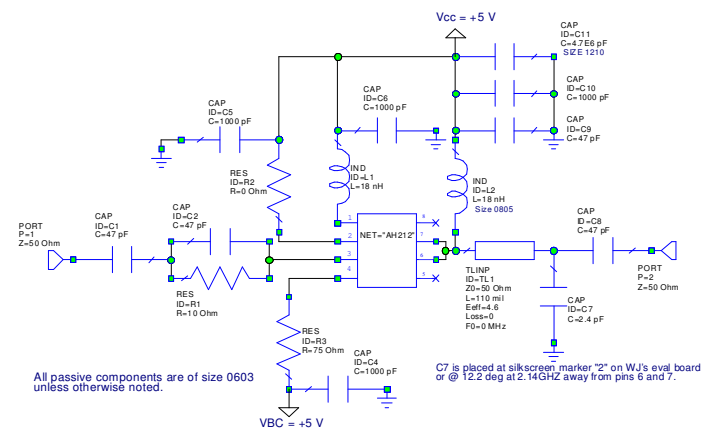 Vcc = +5 V
CAP
ID=C11
C=4.7E6 pF
SIZE 1210
CAP
ID=C10
C=1000 pF
CAP
ID=C9
C=47 pF
CAP
ID=C5
C=1000 pF
CAP
ID=C6
C=1000 pF
RES
ID=R2
R=0 Ohm
IND
ID=L1
L=18 nH
IND
ID=L2
L=18 nH
Size 0805
PORT
P=1
Z=50 Ohm
CAP
ID=C1
C=47 pF
CAP
ID=C2
C=47 pF
RES
ID=R1
R=10 Ohm
NET="AH212"
1
2
3
4
8
7
6
5
TLINP
ID=TL1
Z0=50 Ohm
L=110 mil
Eeff=4.6
Loss=0
F0=0 MHz
CAP
ID=C8
C=47 pF
PORT
P=2
Z=50 Ohm
CAP
ID=C7
C=2.4 pF
RES
ID=R3
R=75 Ohm
CAP
ID=C4
C=1000 pF
VBC = +5 V
All passive components are of size 0603
unless otherwise noted.
C7 is placed at silkscreen marker "2" on WJ's eval board
or @ 12.2 deg at 2.14GHZ away from pins 6 and 7.